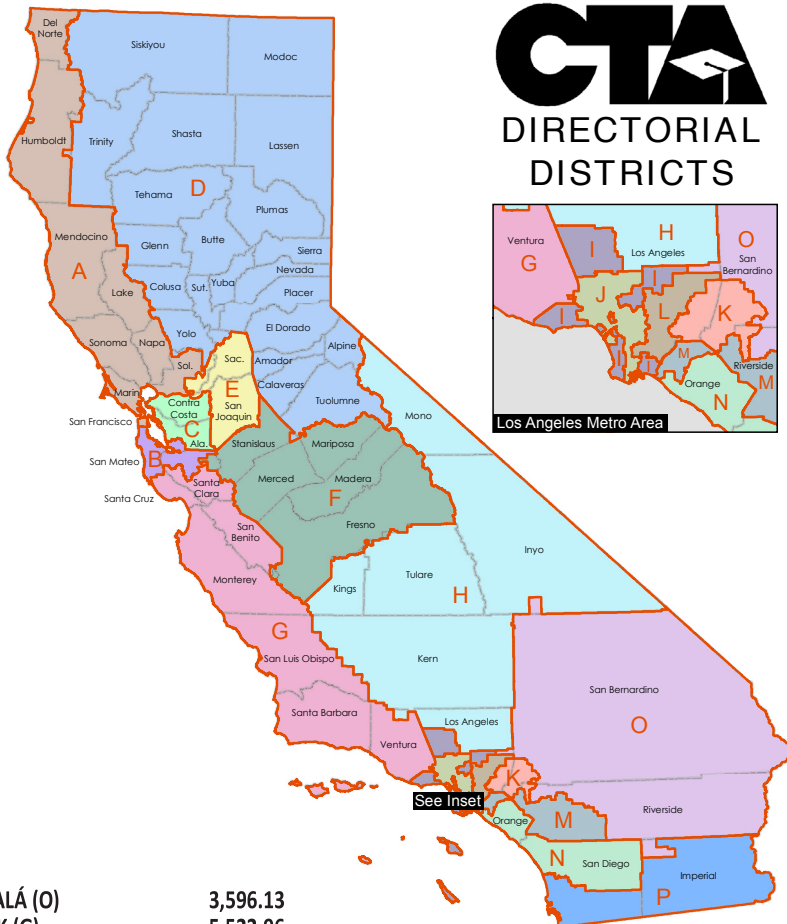 CTA
DIRECTORIAL
DISTRICTS
Del
Norte
Siskiyou
Modoc
Humboldt
Trinity
Shasta
Lassen
Tehama
D
Plumas
Mendocino
Glenn
Butte
Sierra
A
Lake
Colusa
Sut.
Yuba
Nevada
Placer
Sonoma
Napa
Yolo
El Dorado
Sol.
Sac.
Amador
Alpine
Marin
E
Calaveras
Contra
Costa
San
Joaquin
Tuolumne
Mono
San Francisco
C
Ala.
Stanislaus
Mariposa
San Mateo
B
Merced
Madera
Santa
Clara
Santa Cruz
F
Fresno
San
Benito
Inyo
Monterey
Kings
Tulare
H
G
San Luis Obispo
Kern
San Bernardino
Santa Barbara
Los Angeles
O
Ventura
K
See Inset
Riverside
Orange
M
N
San Diego
Imperial
P
Ventura
G
I
H
Los Angeles
O
San
Bernardino
I
J
L
K
I
I
I
M
Riverside
M
Orange
N
Los Angeles Metro Area
ALÁ (O) 3,596.13